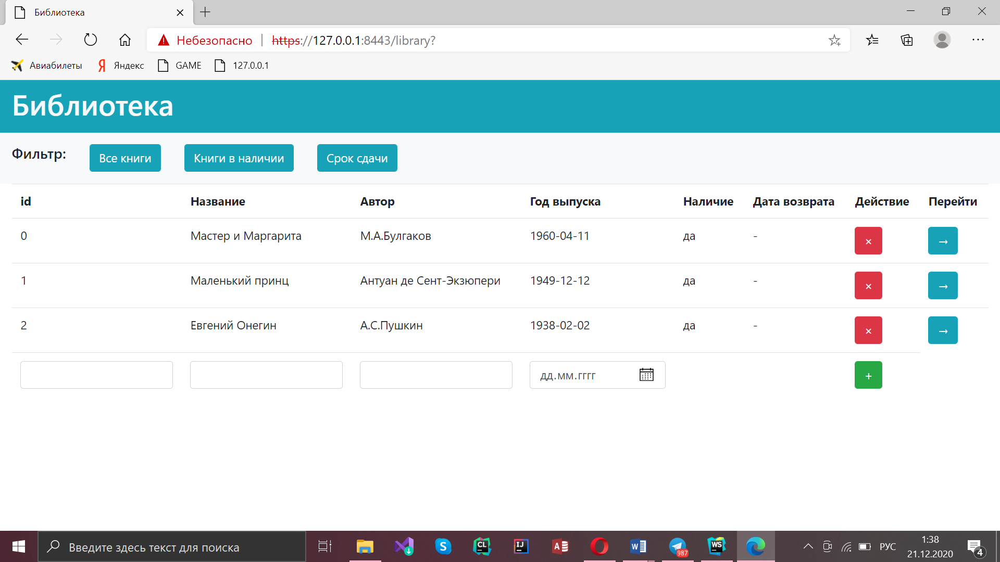 Библиотека
Небезопасно | https://127.0.0.1:8443/library?
Авиабилеты Яндекс GAME 127.0.0.1
Библиотека
Фильтр: Все книги Книги в наличии Срок сдачи
id Название Автор Год выпуска Наличие Дата возврата Действие Перейти
0 Мастер и Маргарита М.А.Булгаков 1960-04-11 да - × →
1 Маленький принц Антуан де Сент-Экзюпери 1949-12-12 да - × →
2 Евгений Онегин А.С.Пушкин 1938-02-02 да - × →
дд.мм.гггг +
Введите здесь текст для поиска CL IJ 987 WS РУС 1:38
21.12.2020 4